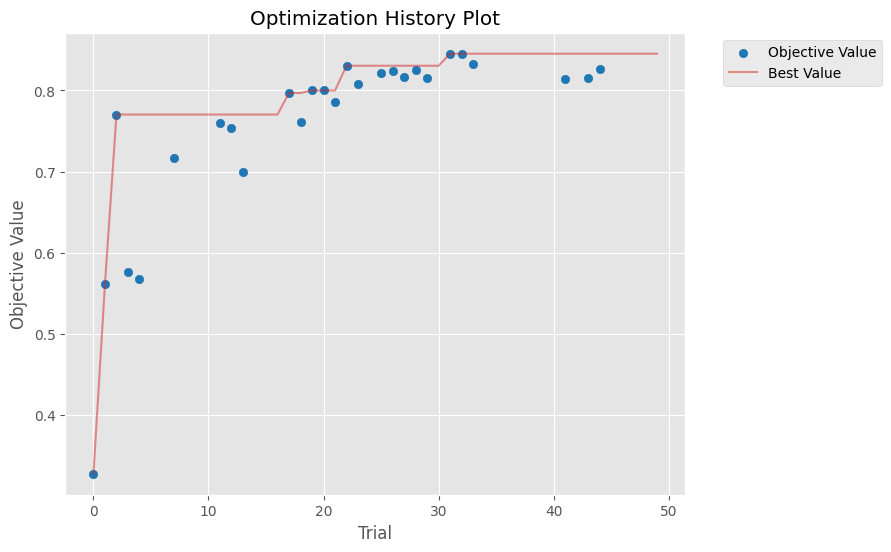 Optimization History Plot
Objective Value
Best Value
Objective Value
0.8
0.7
0.6
0.5
0.4
0 10 20 30 40 50
Trial